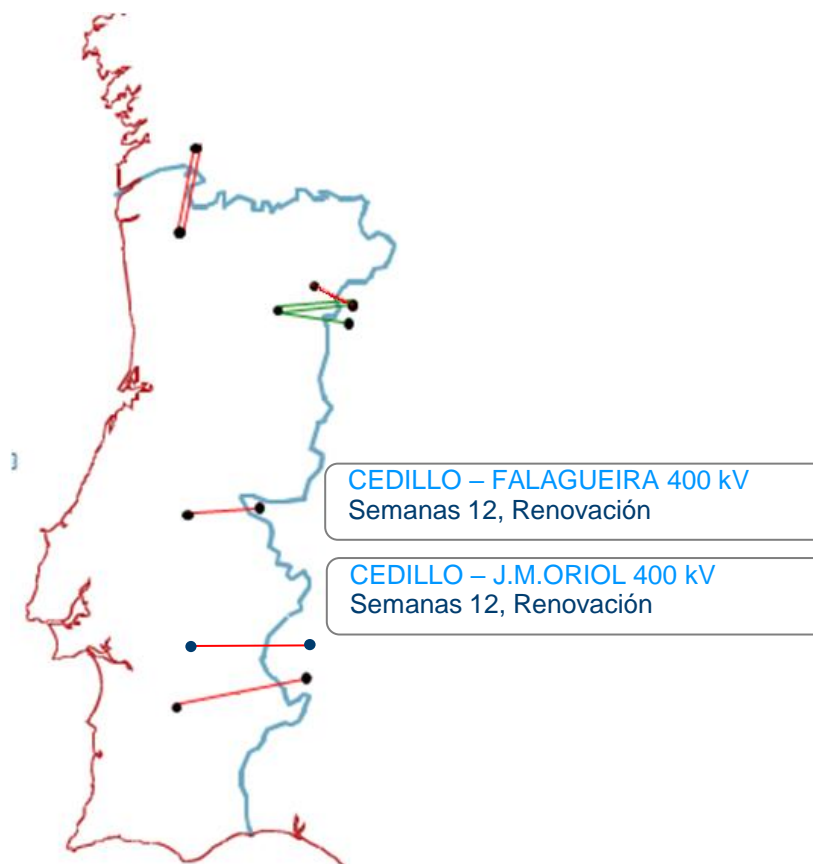 CEDILLO – FALAGUEIRA 400 kV
Semanas 12, Renovación
CEDILLO – J.M.ORIOL 400 kV
Semanas 12, Renovación